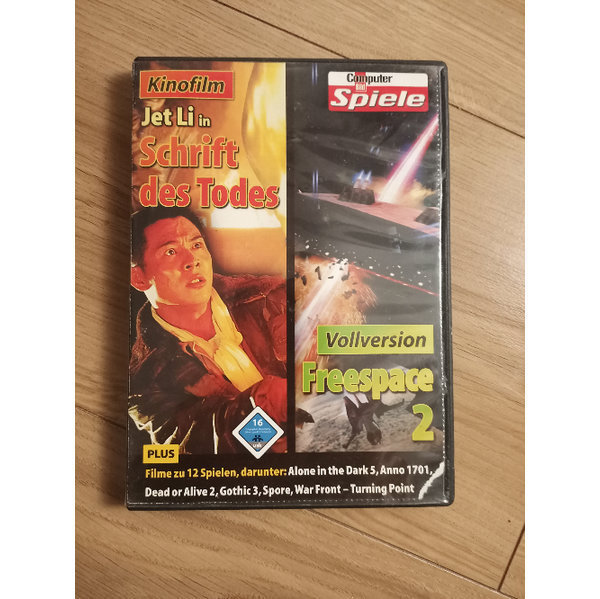 Kinofilm
Jet Li in
Schrift
des Todes
Computer
Bild
Spiele
Vollversion
Freespace
2
16
PLUS
Filme zu 12 Spielen, darunter: Alone in the Dark 5, Anno 1701,
Dead or Alive 2, Gothic 3, Spore, War Front – Turning Point